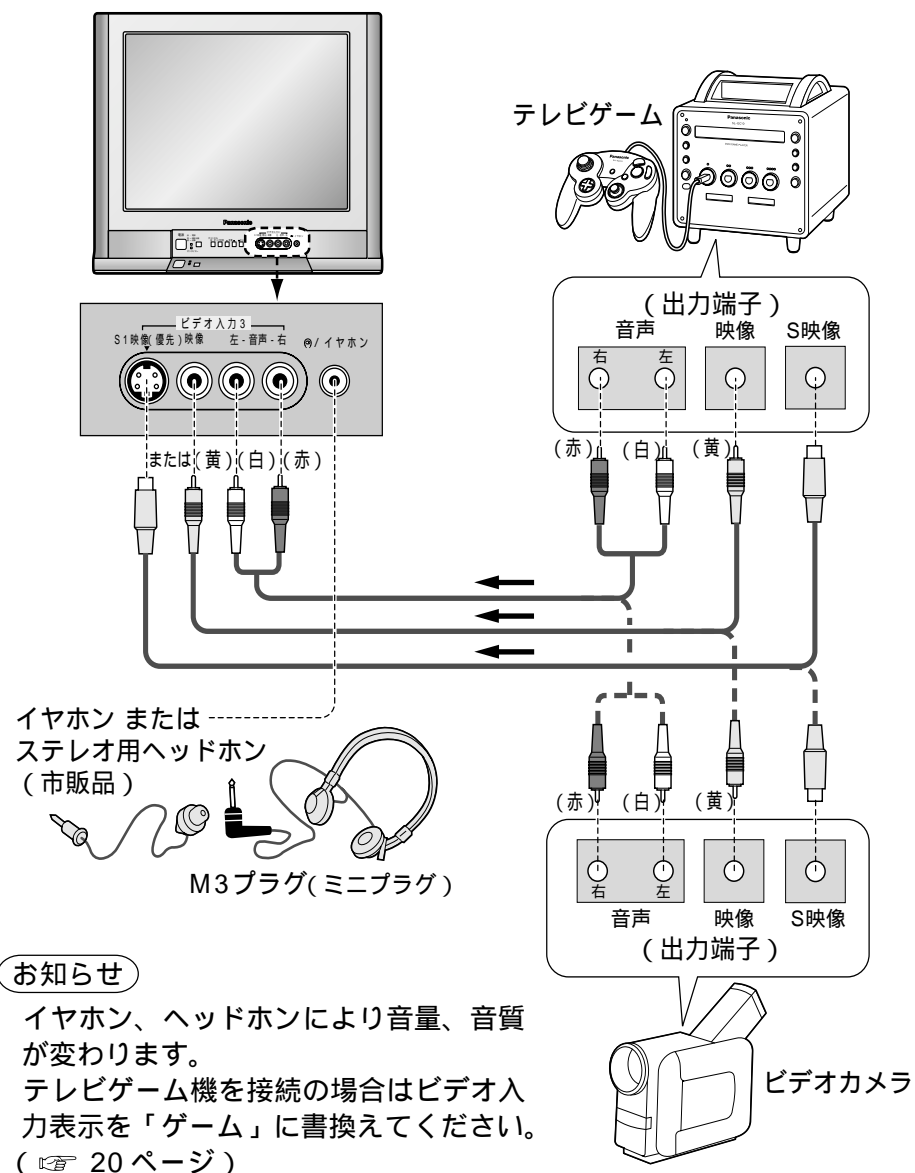 Panasonic
テレビゲーム
Panasonic
Panasonic
ビデオ入力3
S1映像(優先)映像 左-音声-右 /イヤホン
または(黄)(白)(赤)
(出力端子)
音声 映像 S映像
右 左
(赤)(白)(黄)
イヤホン または
ステレオ用ヘッドホン
(市販品)
M3プラグ(ミニプラグ)
(赤)(白)(黄)
右 左
音声 映像 S映像
(出力端子)
ビデオカメラ
お知らせ
イヤホン、ヘッドホンにより音量、音質
が変わります。
テレビゲーム機を接続の場合はビデオ入
力表示を「ゲーム」に書換えてください。
(☞ 20ページ)